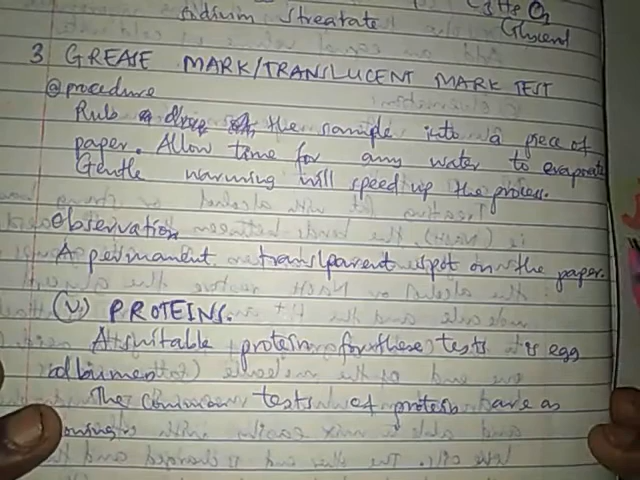 sodium streatate C3H8O3
Glycerol
3 GREASE MARK/TRANSLUCENT MARK TEST
@procedure
Rub the sample into a piece of
paper. Allow time for any water to evaporate
Gentle warming will speed up the process.
Observation
A permanent transparent spot on the paper.
(V) PROTEINS.
A suitable protein for these tests is egg
albumen
The common tests of protein are as